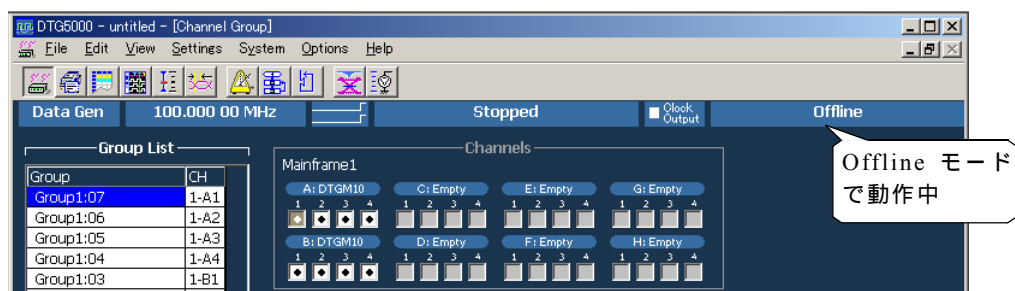 DTG5000 - untitled - [Channel Group]
File Edit View Settings System Options Help
Data Gen 100.000 00 MHz Stopped Clock Output Offline
Offline モード
で動作中
Group List
Channels
Mainframe1
Group CH
Group1:07 1-A1
Group1:06 1-A2
Group1:05 1-A3
Group1:04 1-A4
Group1:03 1-B1
A: DTGM10 C: Empty E: Empty G: Empty
1 2 3 4 1 2 3 4 1 2 3 4 1 2 3 4
B: DTGM10 D: Empty F: Empty H: Empty
1 2 3 4 1 2 3 4 1 2 3 4 1 2 3 4